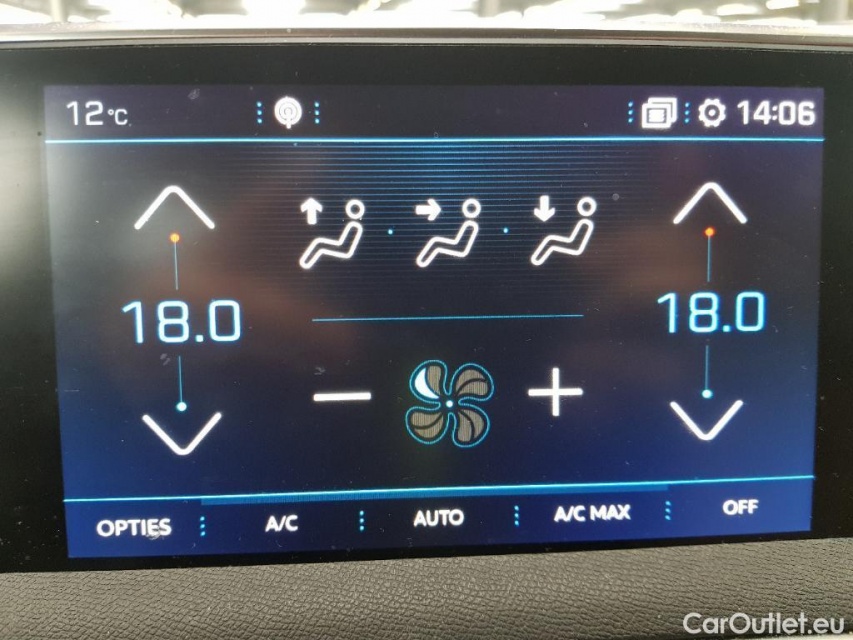 12°C 14:06
18.0 18.0
OPTIES A/C AUTO A/C MAX OFF
CarOutlet.eu